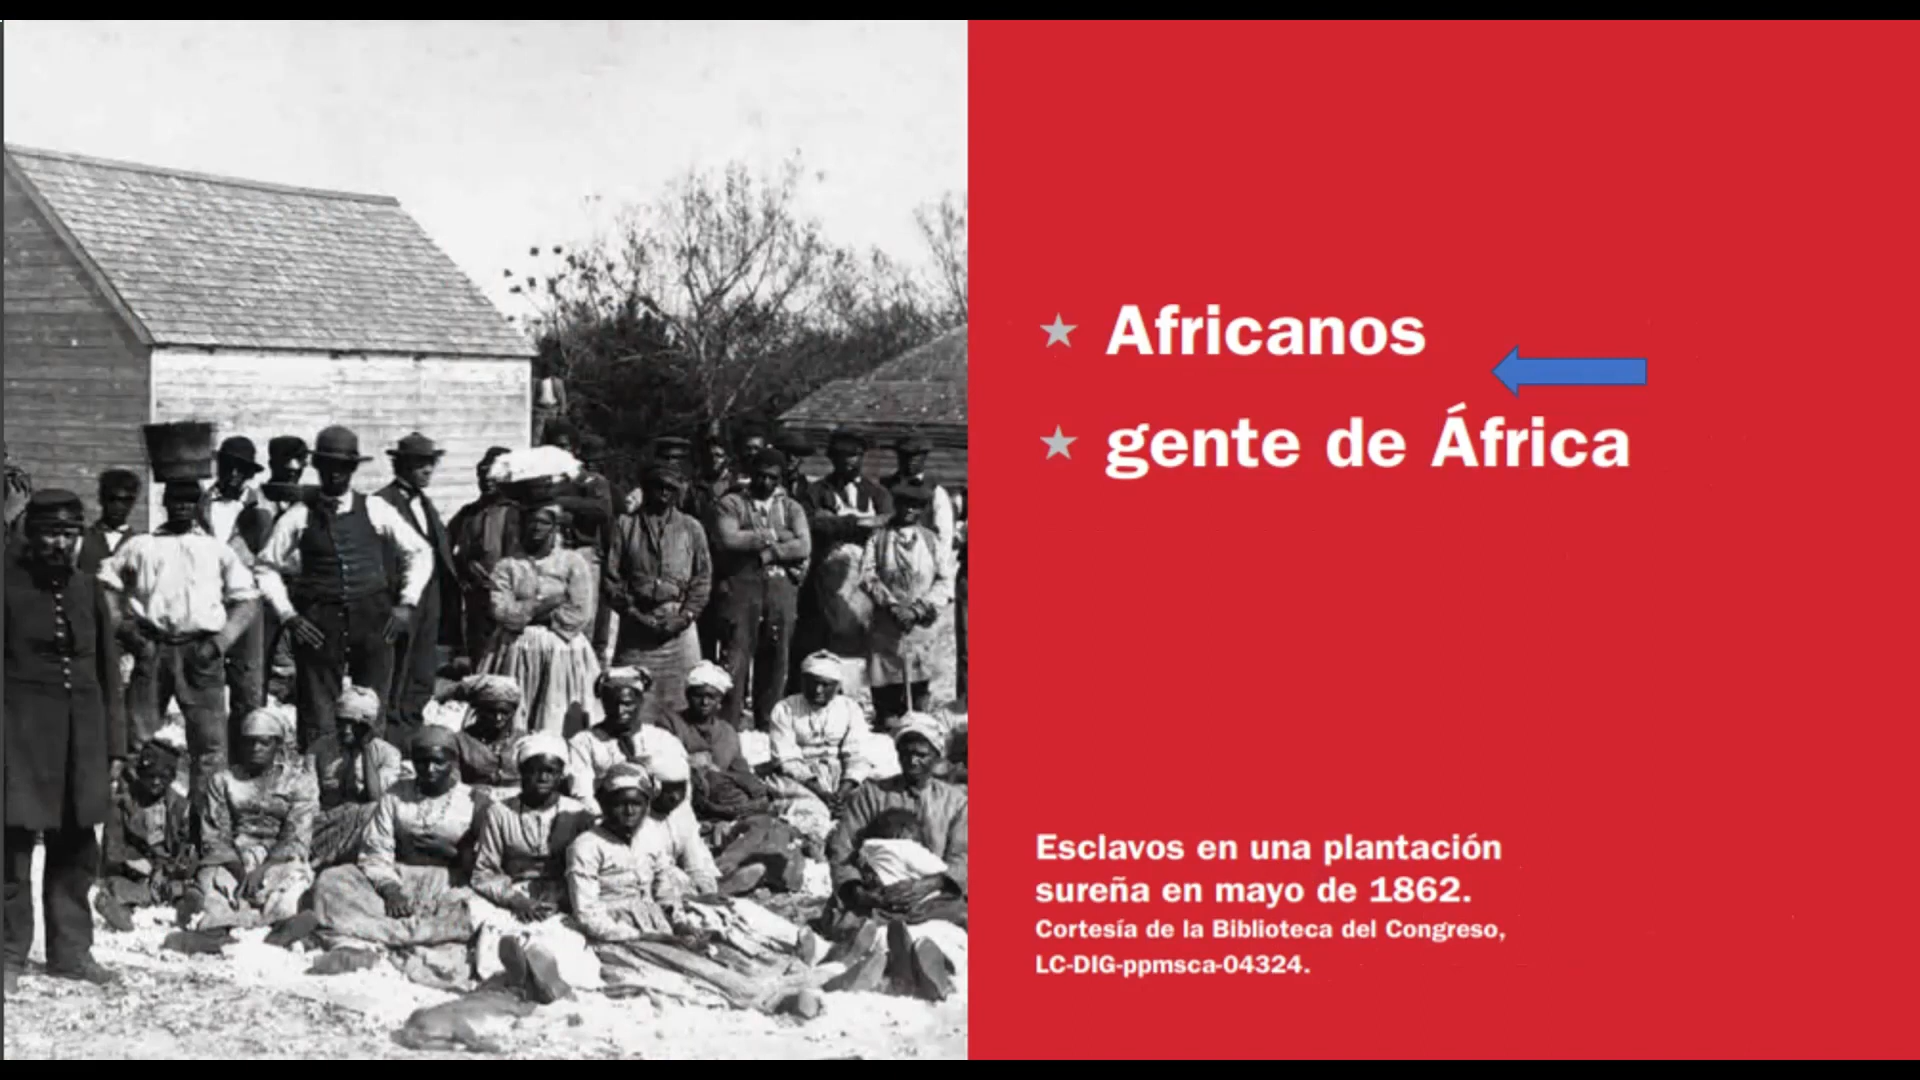 Africanos
gente de África
Esclavos en una plantación
sureña en mayo de 1862.
Cortesía de la Biblioteca del Congreso,
LC-DIG-ppmsca-04324.